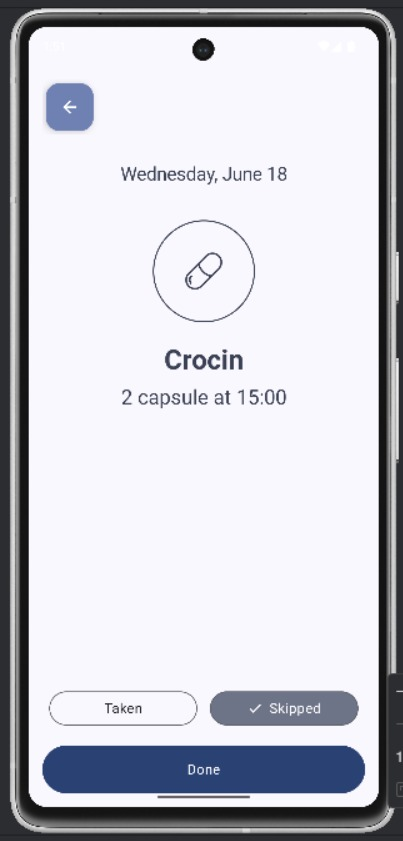 Wednesday, June 18
Crocin
2 capsule at 15:00
Taken
Skipped
Done